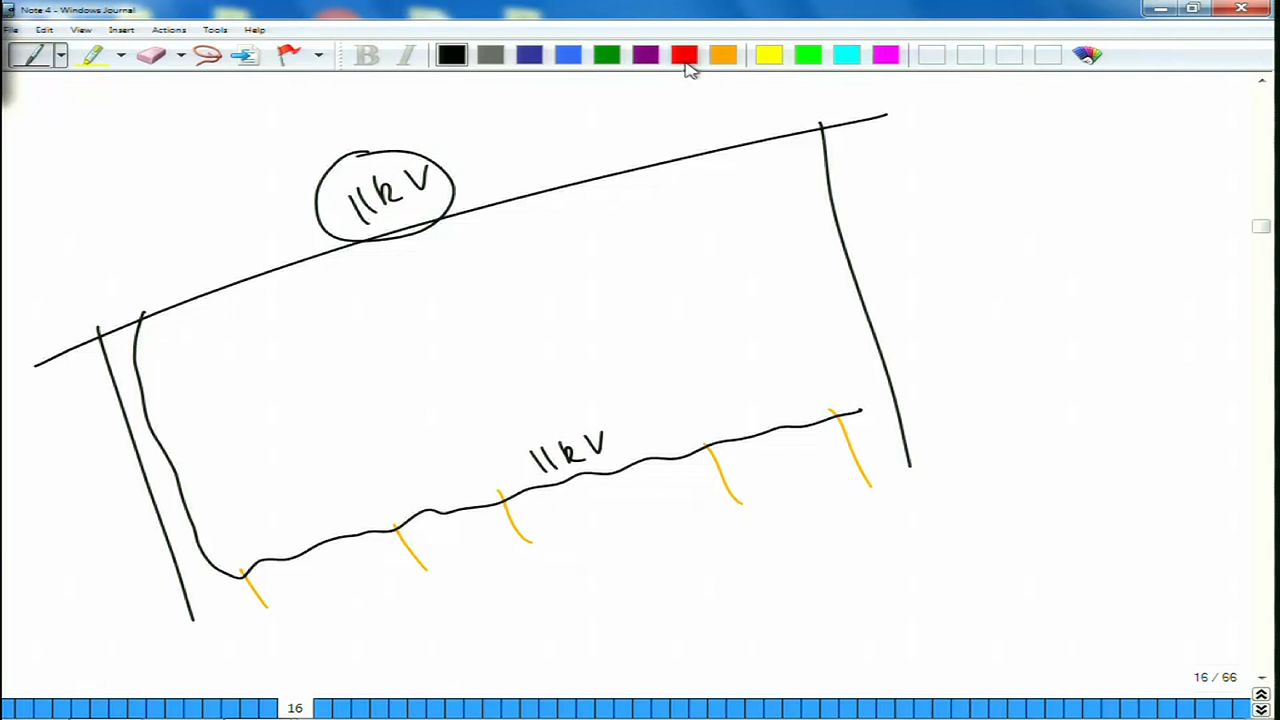 Note 4 - Windows Journal
File Edit View Insert Actions Tools Help
B I
11kV
11kV
16 / 66
16